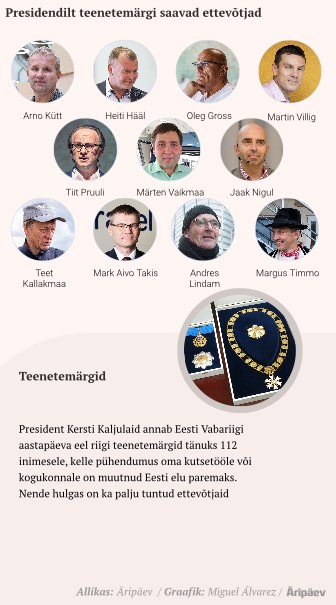 Presidendilt teenetemärgi saavad ettevõtjad
Arno Kütt
Heiti Hääl
Oleg Gross
Martin Villig
Tiit Pruuli
Märten Vaikmaa
Jaak Nigul
Teet
Kallakmaa
Mark Aivo Takis
Andres
Lindam
Margus Timmo
Teenetemärgid
President Kersti Kaljulaid annab Eesti Vabariigi
aastapäeva eel riigi teenetemärgid tänuks 112
inimesele, kelle pühendumus oma kutsetööle või
kogukonnale on muutnud Eesti elu paremaks.
Nende hulgas on ka palju tuntud ettevõtjaid
Allikas: Äripäev / Graafik: Miguel Álvarez / Äripäev